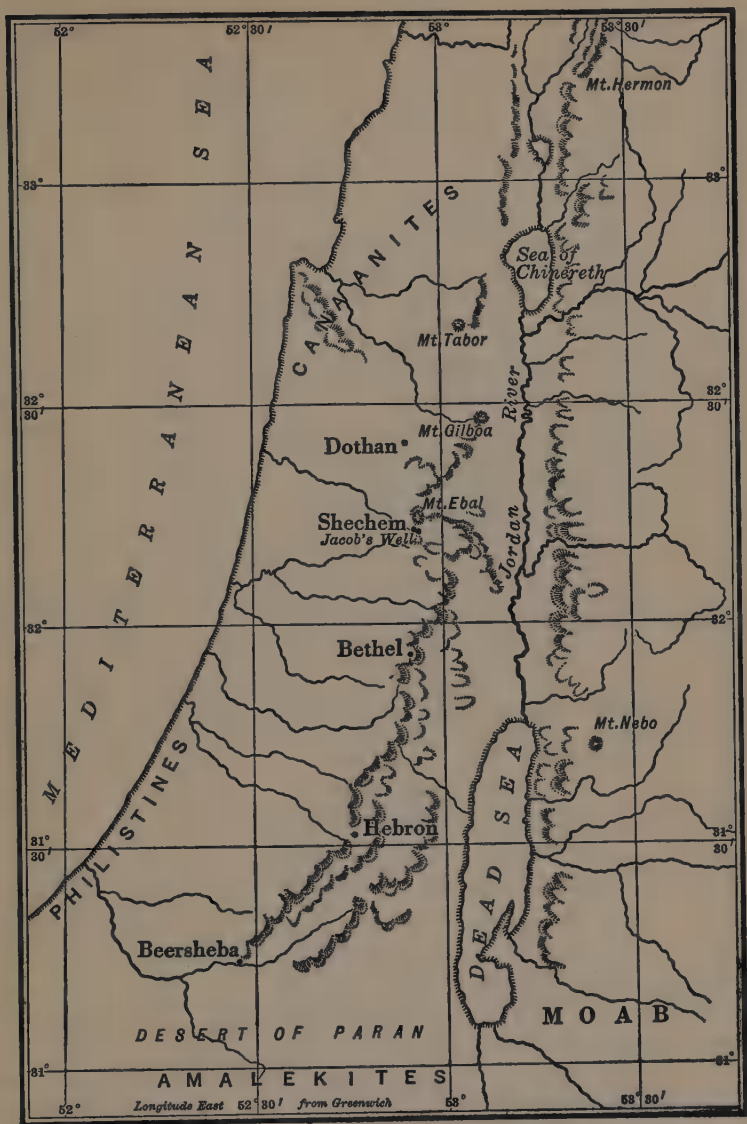 52°
52° 30'
53°
53° 30'
Mt. Hermon
MEDITERRANEAN SEA
33°
33°
CANAANITES
Sea of
Chinereth
Mt. Tabor
32°
30'
32°
30'
River Jordan
Mt. Gilboa
Dothan
Mt. Ebal
Shechem
Jacob's Well
32°
32°
Bethel
Mt. Nebo
PHILISTINES
DEAD SEA
Hebron
31°
30'
31°
30'
Beersheba
MOAB
DESERT OF PARAN
31°
31°
AMALEKITES
52°
Longitude East 52° 30' from Greenwich
53°
53° 30'